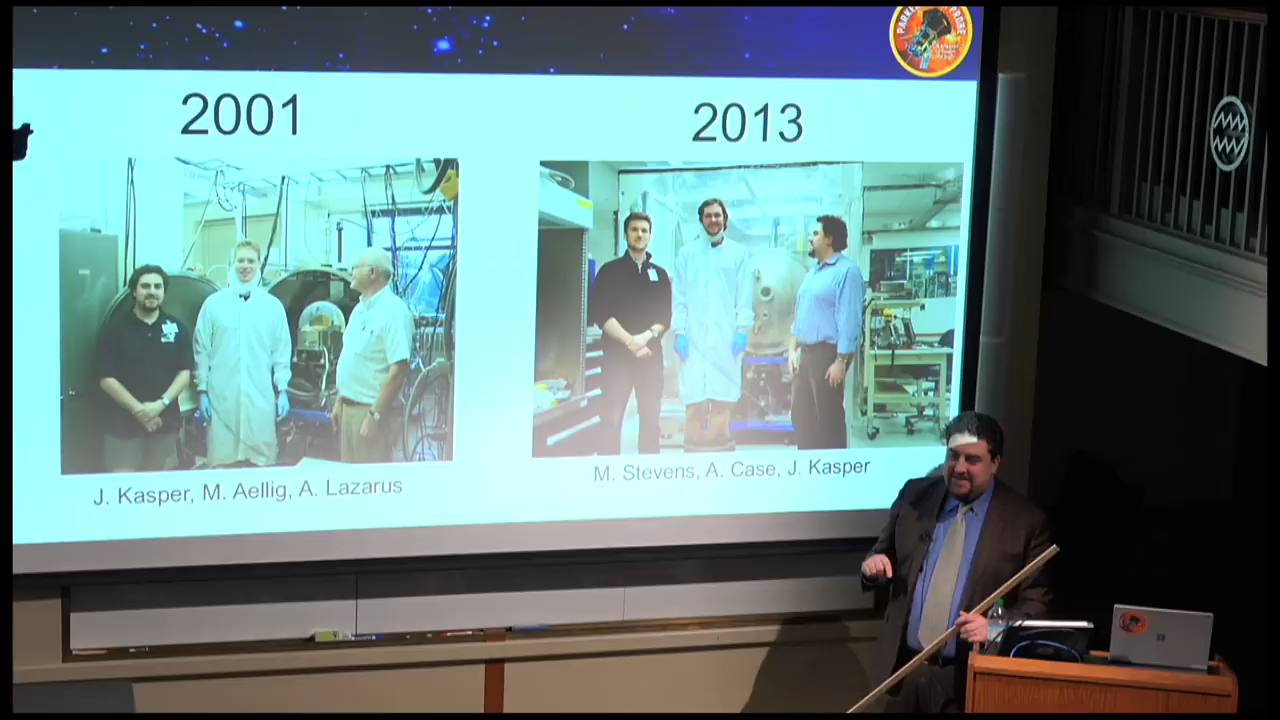 2001
2013
J. Kasper, M. Aellig, A. Lazarus
M. Stevens, A. Case, J. Kasper